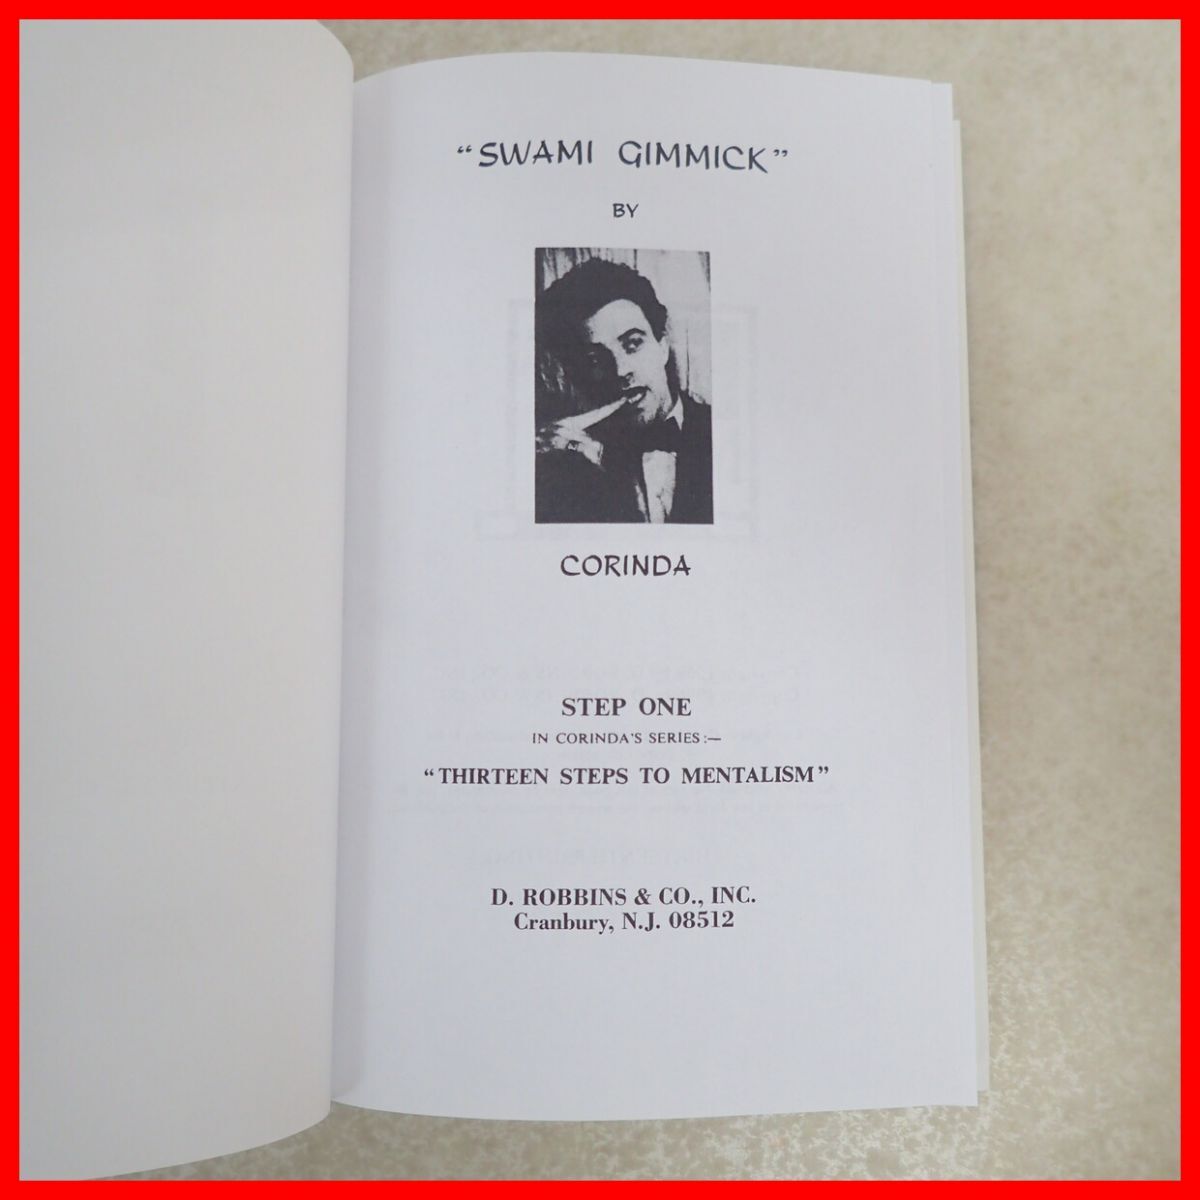 “SWAMI GIMMICK”
BY
CORINDA
STEP ONE
IN CORINDA'S SERIES:—
“THIRTEEN STEPS TO MENTALISM”
D. ROBBINS & CO., INC.
Cranbury, N.J. 08512